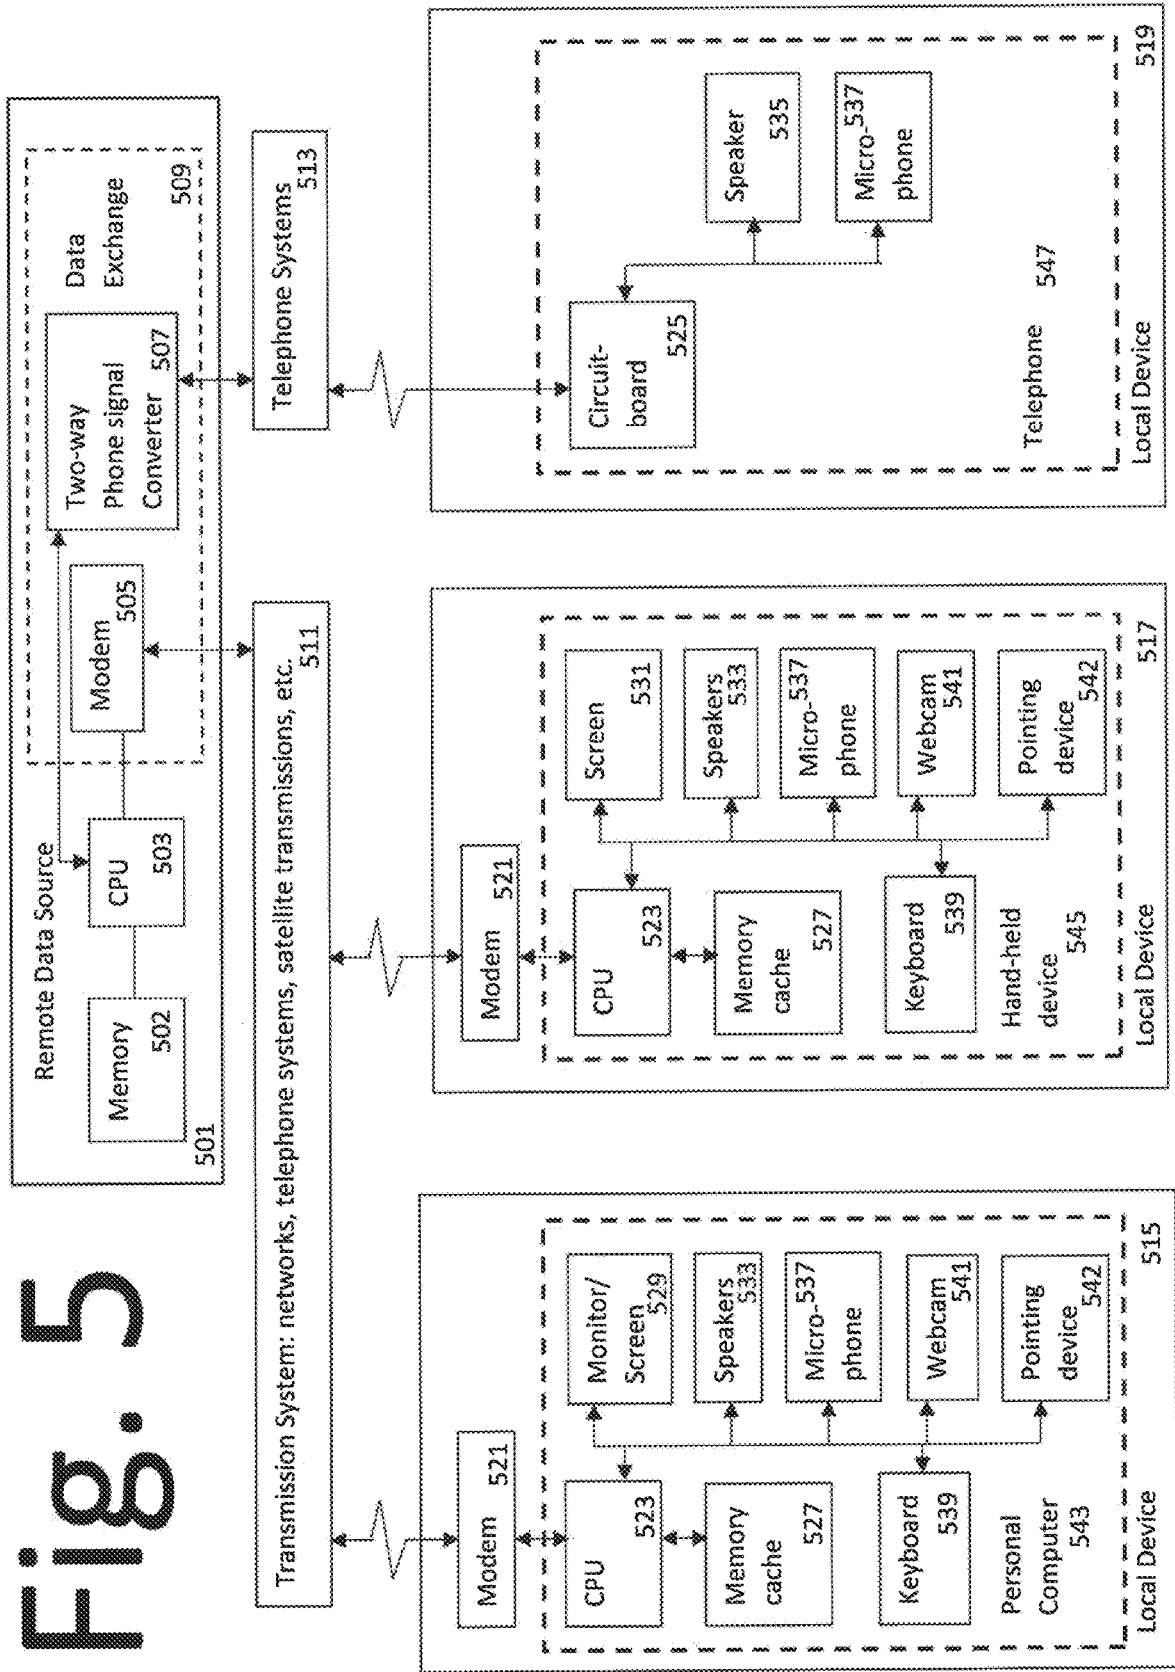 Fig. 5
Remote Data Source
Memory
502
501
CPU
503
Modem
505
Two-way
Phone signal
Converter 507
Data
Exchange
509
Transmission System: networks, telephone systems, satellite transmissions, etc.
511
Telephone Systems
513
Modem
521
CPU
523
Memory
cache
527
Keyboard
539
Monitor/
Screen
529
Speakers
533
Micro-537
phone
Webcam
541
Pointing
device
542
Personal
Computer
543
Local Device
515
Modem
521
CPU
523
Memory
cache
527
Keyboard
539
Screen
531
Speakers
533
Micro-537
phone
Webcam
541
Pointing
device
542
Hand-held
device
545
Local Device
517
Circuit-
board
525
Speaker
535
Micro-537
phone
Telephone
547
Local Device
519